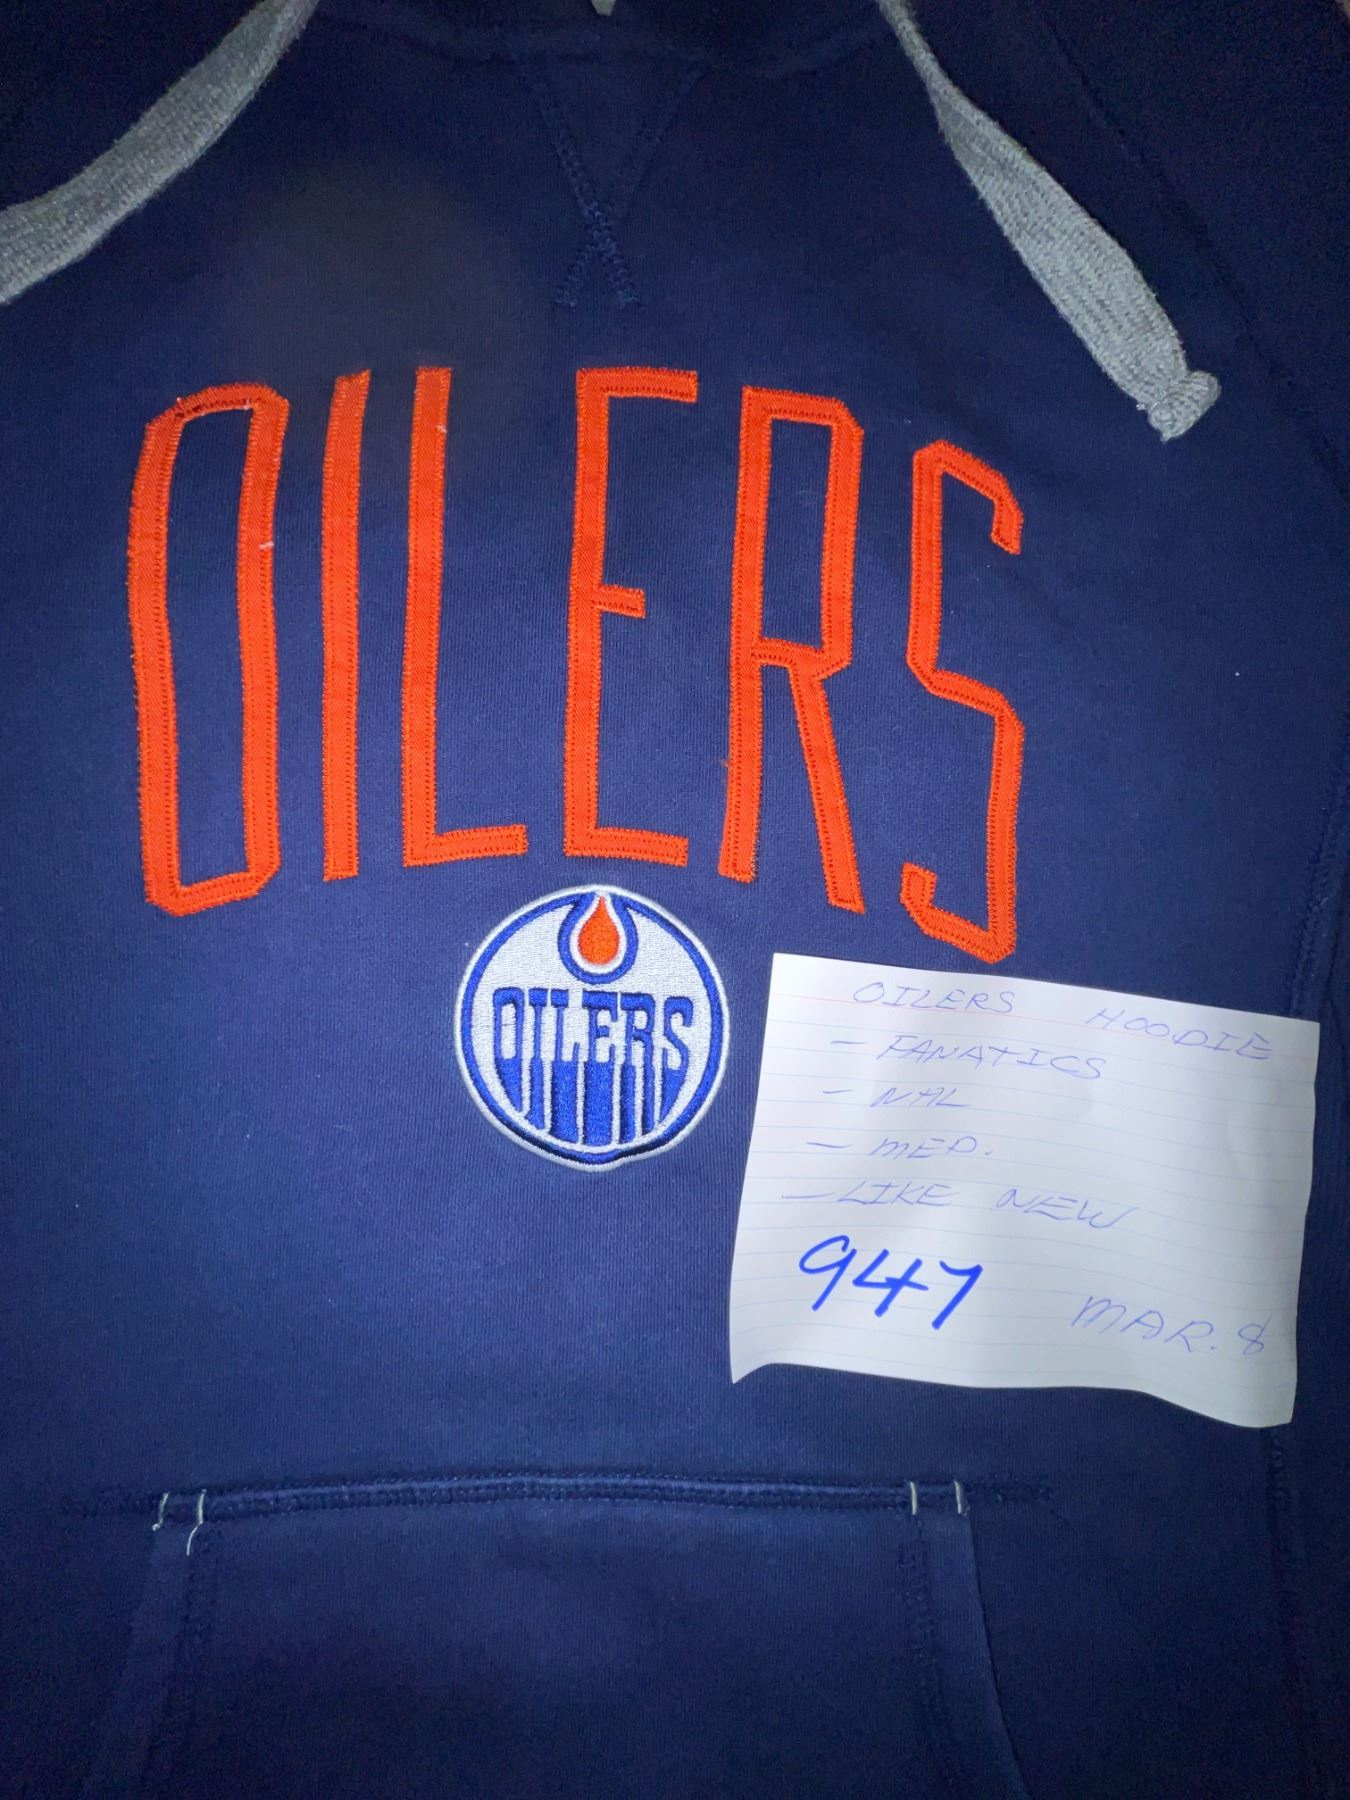 OILERS
OILERS
OILERS HOODIE
- FANATICS
- NHL
- MED.
- LIKE NEW
947
MAR. 8